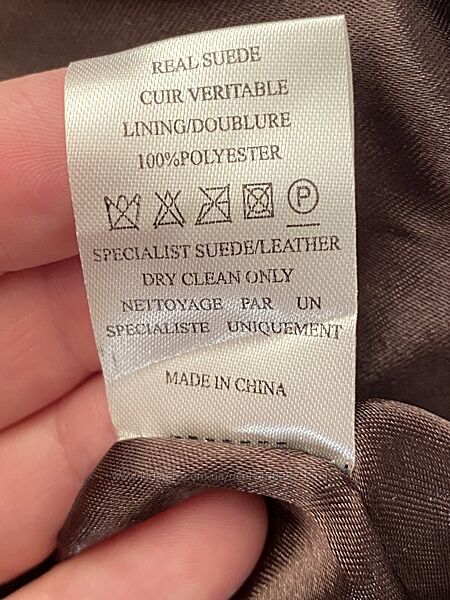 REAL SUEDE
CUIR VERITABLE
LINING/DOUBLURE
100%POLYESTER
P
SPECIALIST SUEDE/LEATHER
DRY CLEAN ONLY
NETTOYAGE PAR UN
SPECIALISTE UNIQUEMENT
MADE IN CHINA